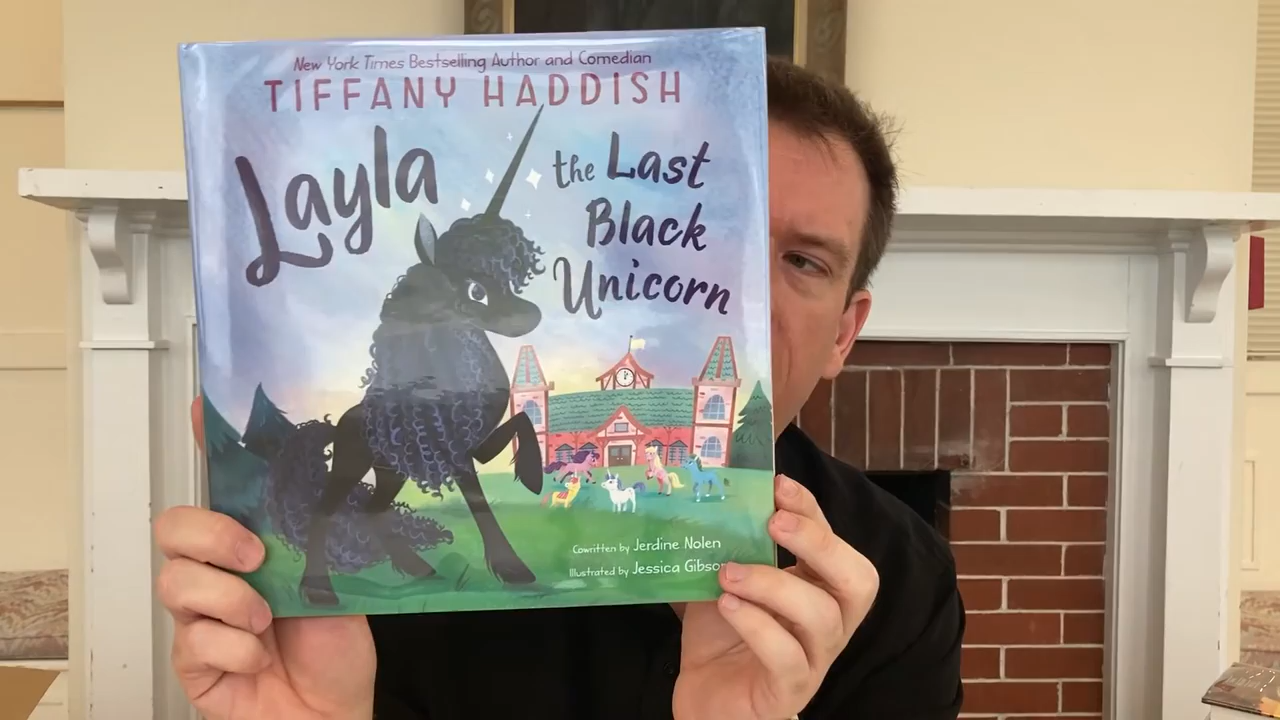 New York Times Bestselling Author and Comedian
TIFFANY HADDISH
Layla
the Last
Black
Unicorn
Cowritten by Jerdine Nolen
Illustrated by Jessica